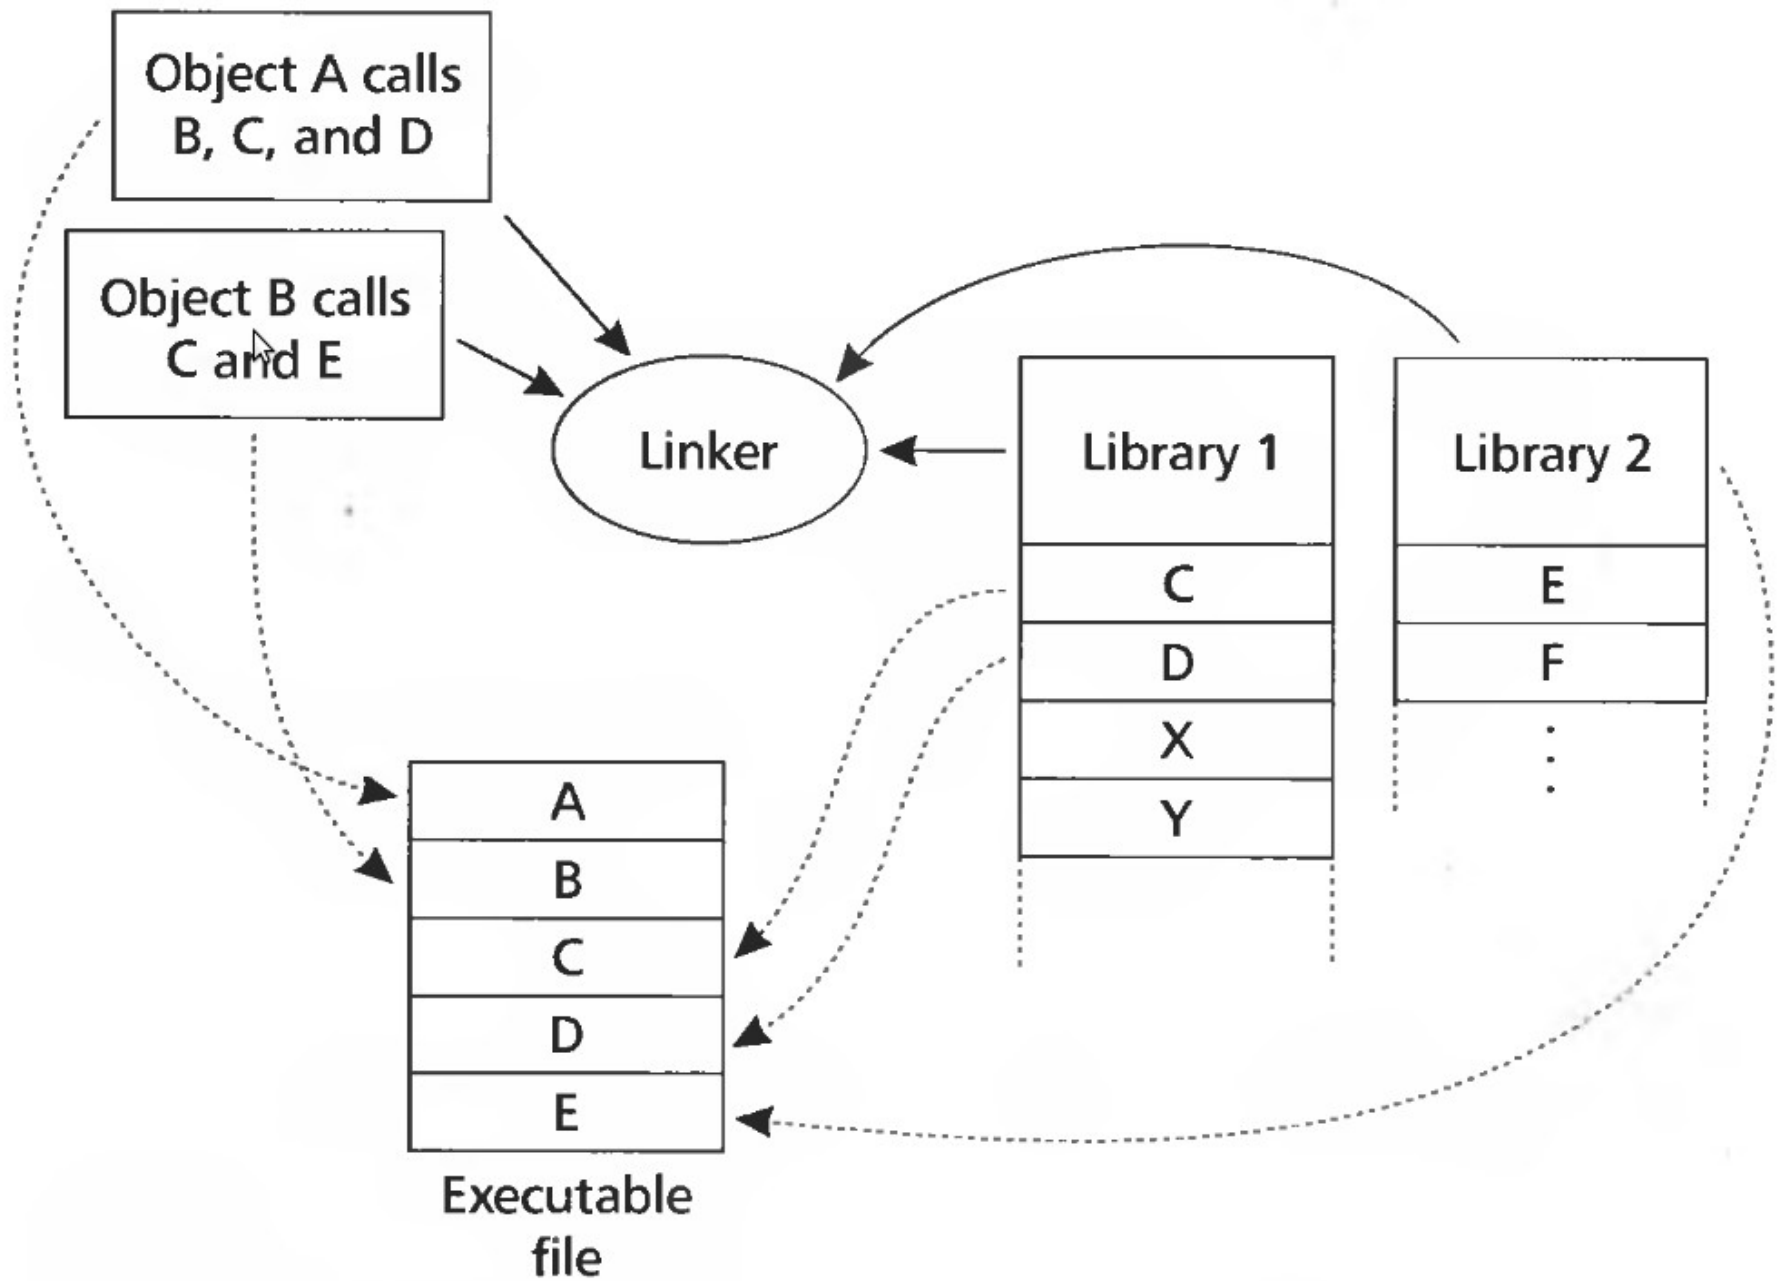 Object A calls
B, C, and D
Object B calls
C and E
Linker
Library 1
C
D
X
Y
Library 2
E
F
A
B
C
D
E
Executable
file